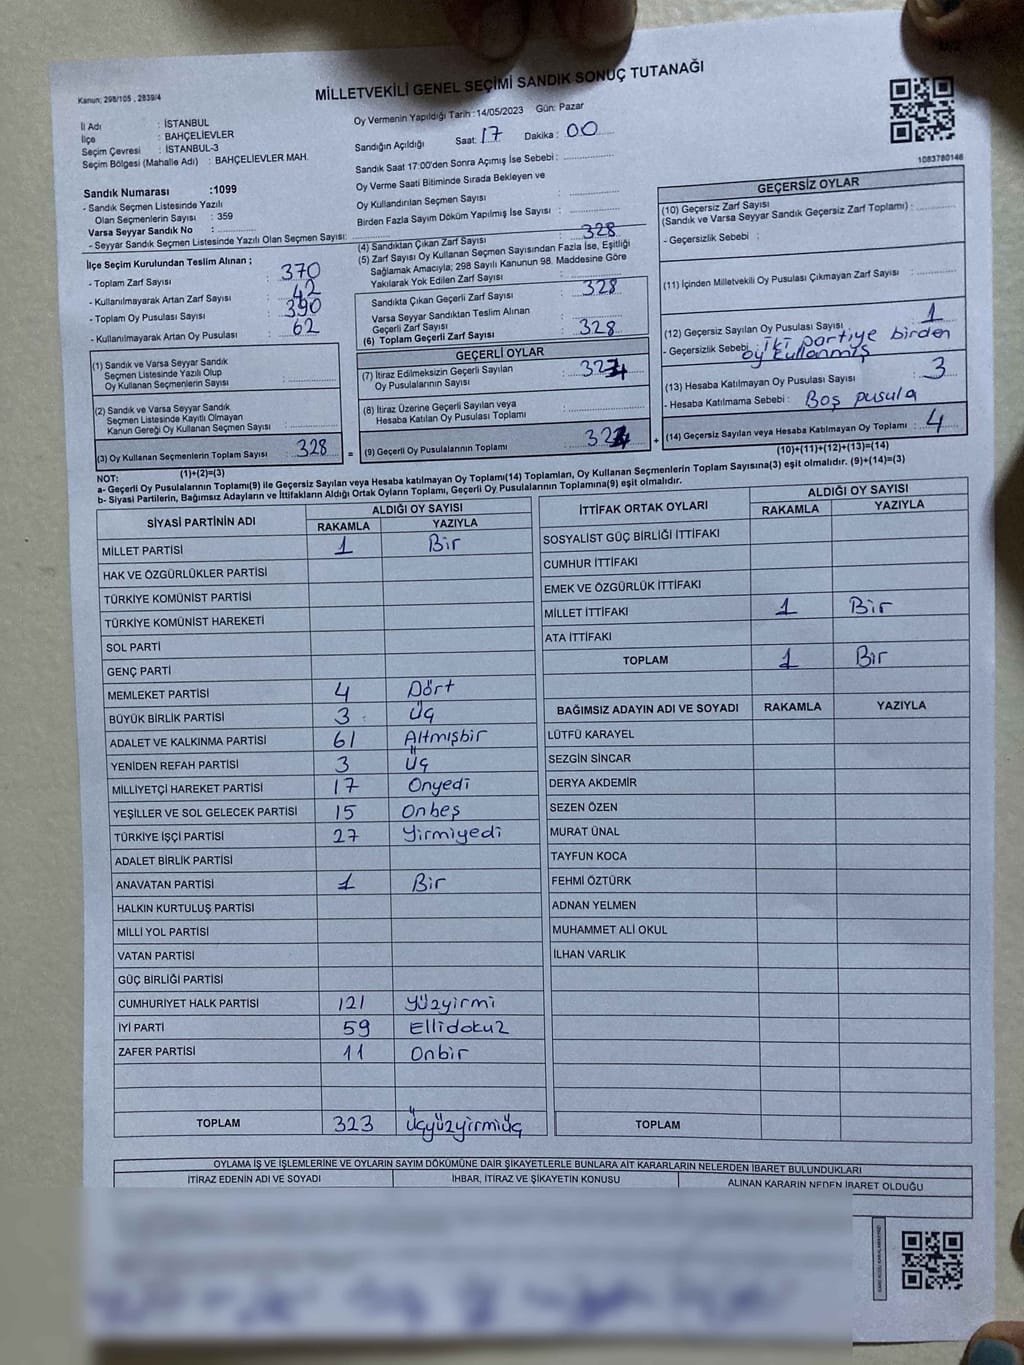 Kanun; 298/105 , 2839/4
MİLLETVEKİLİ GENEL SEÇİMİ SANDIK SONUÇ TUTANAĞI
İl Adı : İSTANBUL
İlçe : BAHÇELİEVLER
Seçim Çevresi : İSTANBUL-3
Seçim Bölgesi (Mahalle Adı) : BAHÇELİEVLER MAH.
Oy Vermenin Yapıldığı Tarih :14/05/2023 Gün: Pazar
Sandığın Açıldığı Saat: 17 Dakika : 00
Sandık Saat 17:00'den Sonra Açımış İse Sebebi :
Oy Verme Saati Bitiminde Sırada Bekleyen ve
Oy Kullandırılan Seçmen Sayısı :
Birden Fazla Sayım Döküm Yapılmış İse Sayısı :
1083780146
Sandık Numarası :1099
- Sandık Seçmen Listesinde Yazılı
Olan Seçmenlerin Sayısı : 359
Varsa Seyyar Sandık No :
- Seyyar Sandık Seçmen Listesinde Yazılı Olan Seçmen Sayısı:
İlçe Seçim Kurulundan Teslim Alınan ;
- Toplam Zarf Sayısı : 370
- Kullanılmayarak Artan Zarf Sayısı : 42
- Toplam Oy Pusulası Sayısı : 390
- Kullanılmayarak Artan Oy Pusulası : 62
(1) Sandık ve Varsa Seyyar Sandık
Seçmen Listesinde Yazılı Olup
Oy Kullanan Seçmenlerin Sayısı :
(2) Sandık ve Varsa Seyyar Sandık
Seçmen Listesinde Kayıtlı Olmayan
Kanun Gereği Oy Kullanan Seçmen Sayısı :
(3) Oy Kullanan Seçmenlerin Toplam Sayısı : 328
(1)+(2)=(3)
(4) Sandıktan Çıkan Zarf Sayısı : 328
(5) Zarf Sayısı Oy Kullanan Seçmen Sayısından Fazla İse, Eşitliği
Sağlamak Amacıyla; 298 Sayılı Kanunun 98. Maddesine Göre
Yakılarak Yok Edilen Zarf Sayısı :
Sandıkta Çıkan Geçerli Zarf Sayısı : 328
Varsa Seyyar Sandıktan Teslim Alınan
Geçerli Zarf Sayısı :
(6) Toplam Geçerli Zarf Sayısı : 328
GEÇERLİ OYLAR
(7) İtiraz Edilmeksizin Geçerli Sayılan
Oy Pusulalarının Sayısı : 324
(8) İtiraz Üzerine Geçerli Sayılan veya
Hesaba Katılan Oy Pusulası Toplamı :
= (9) Geçerli Oy Pusulalarının Toplamı : 324 +
GEÇERSİZ OYLAR
(10) Geçersiz Zarf Sayısı
(Sandık ve Varsa Seyyar Sandık Geçersiz Zarf Toplamı) :
- Geçersizlik Sebebi :
(11) İçinden Milletvekili Oy Pusulası Çıkmayan Zarf Sayısı :
(12) Geçersiz Sayılan Oy Pusulası Sayısı : 1
- Geçersizlik Sebebi : iki partiye birden
oy kullanmış
(13) Hesaba Katılmayan Oy Pusulası Sayısı : 3
- Hesaba Katılmama Sebebi : Boş pusula
(14) Geçersiz Sayılan veya Hesaba Katılmayan Oy Toplamı : 4
(10)+(11)+(12)+(13)=(14)
NOT:
a- Geçerli Oy Pusulalarının Toplamı(9) ile Geçersiz Sayılan veya Hesaba katılmayan Oy Toplamı(14) Toplamları, Oy Kullanan Seçmenlerin Toplam Sayısına(3) eşit olmalıdır. (9)+(14)=(3)
b- Siyasi Partilerin, Bağımsız Adayların ve İttifakların Aldığı Ortak Oyların Toplamı, Geçerli Oy Pusulalarının Toplamına(9) eşit olmalıdır.
SİYASİ PARTİNİN ADI ALDIĞI OY SAYISI
RAKAMLA YAZIYLA
MİLLET PARTİSİ 1 Bir
HAK VE ÖZGÜRLÜKLER PARTİSİ
TÜRKİYE KOMÜNİST PARTİSİ
TÜRKİYE KOMÜNİST HAREKETİ
SOL PARTİ
GENÇ PARTİ
MEMLEKET PARTİSİ 4 Dört
BÜYÜK BİRLİK PARTİSİ 3 Üç
ADALET VE KALKINMA PARTİSİ 61 Altmışbir
YENİDEN REFAH PARTİSİ 3 Üç
MİLLİYETÇİ HAREKET PARTİSİ 17 Onyedi
YEŞİLLER VE SOL GELECEK PARTİSİ 15 Onbeş
TÜRKİYE İŞÇİ PARTİSİ 27 Yirmiyedi
ADALET BİRLİK PARTİSİ
ANAVATAN PARTİSİ 1 Bir
HALKIN KURTULUŞ PARTİSİ
MİLLİ YOL PARTİSİ
VATAN PARTİSİ
GÜÇ BİRLİĞİ PARTİSİ
CUMHURİYET HALK PARTİSİ 121 Yüzyirmi
İYİ PARTİ 59 Ellidokuz
ZAFER PARTİSİ 11 Onbir
TOPLAM 323 Üçyüzyirmiüç
İTTİFAK ORTAK OYLARI ALDIĞI OY SAYISI
RAKAMLA YAZIYLA
SOSYALİST GÜÇ BİRLİĞİ İTTİFAKI
CUMHUR İTTİFAKI
EMEK VE ÖZGÜRLÜK İTTİFAKI
MİLLET İTTİFAKI 1 Bir
ATA İTTİFAKI
TOPLAM 1 Bir
BAĞIMSIZ ADAYIN ADI VE SOYADI RAKAMLA YAZIYLA
LÜTFÜ KARAYEL
SEZGİN SİNCAR
DERYA AKDEMİR
SEZEN ÖZEN
MURAT ÜNAL
TAYFUN KOCA
FEHMİ ÖZTÜRK
ADNAN YELMEN
MUHAMMET ALİ OKUL
İLHAN VARLIK
TOPLAM
OYLAMA İŞ VE İŞLEMLERİNE VE OYLARIN SAYIM DÖKÜMÜNE DAİR ŞİKAYETLERLE BUNLARA AİT KARARLARIN NELERDEN İBARET BULUNDUKLARI
İTİRAZ EDENİN ADI VE SOYADI İHBAR, İTİRAZ VE ŞİKAYETİN KONUSU ALINAN KARARIN NEDEN İBARET OLDUĞU